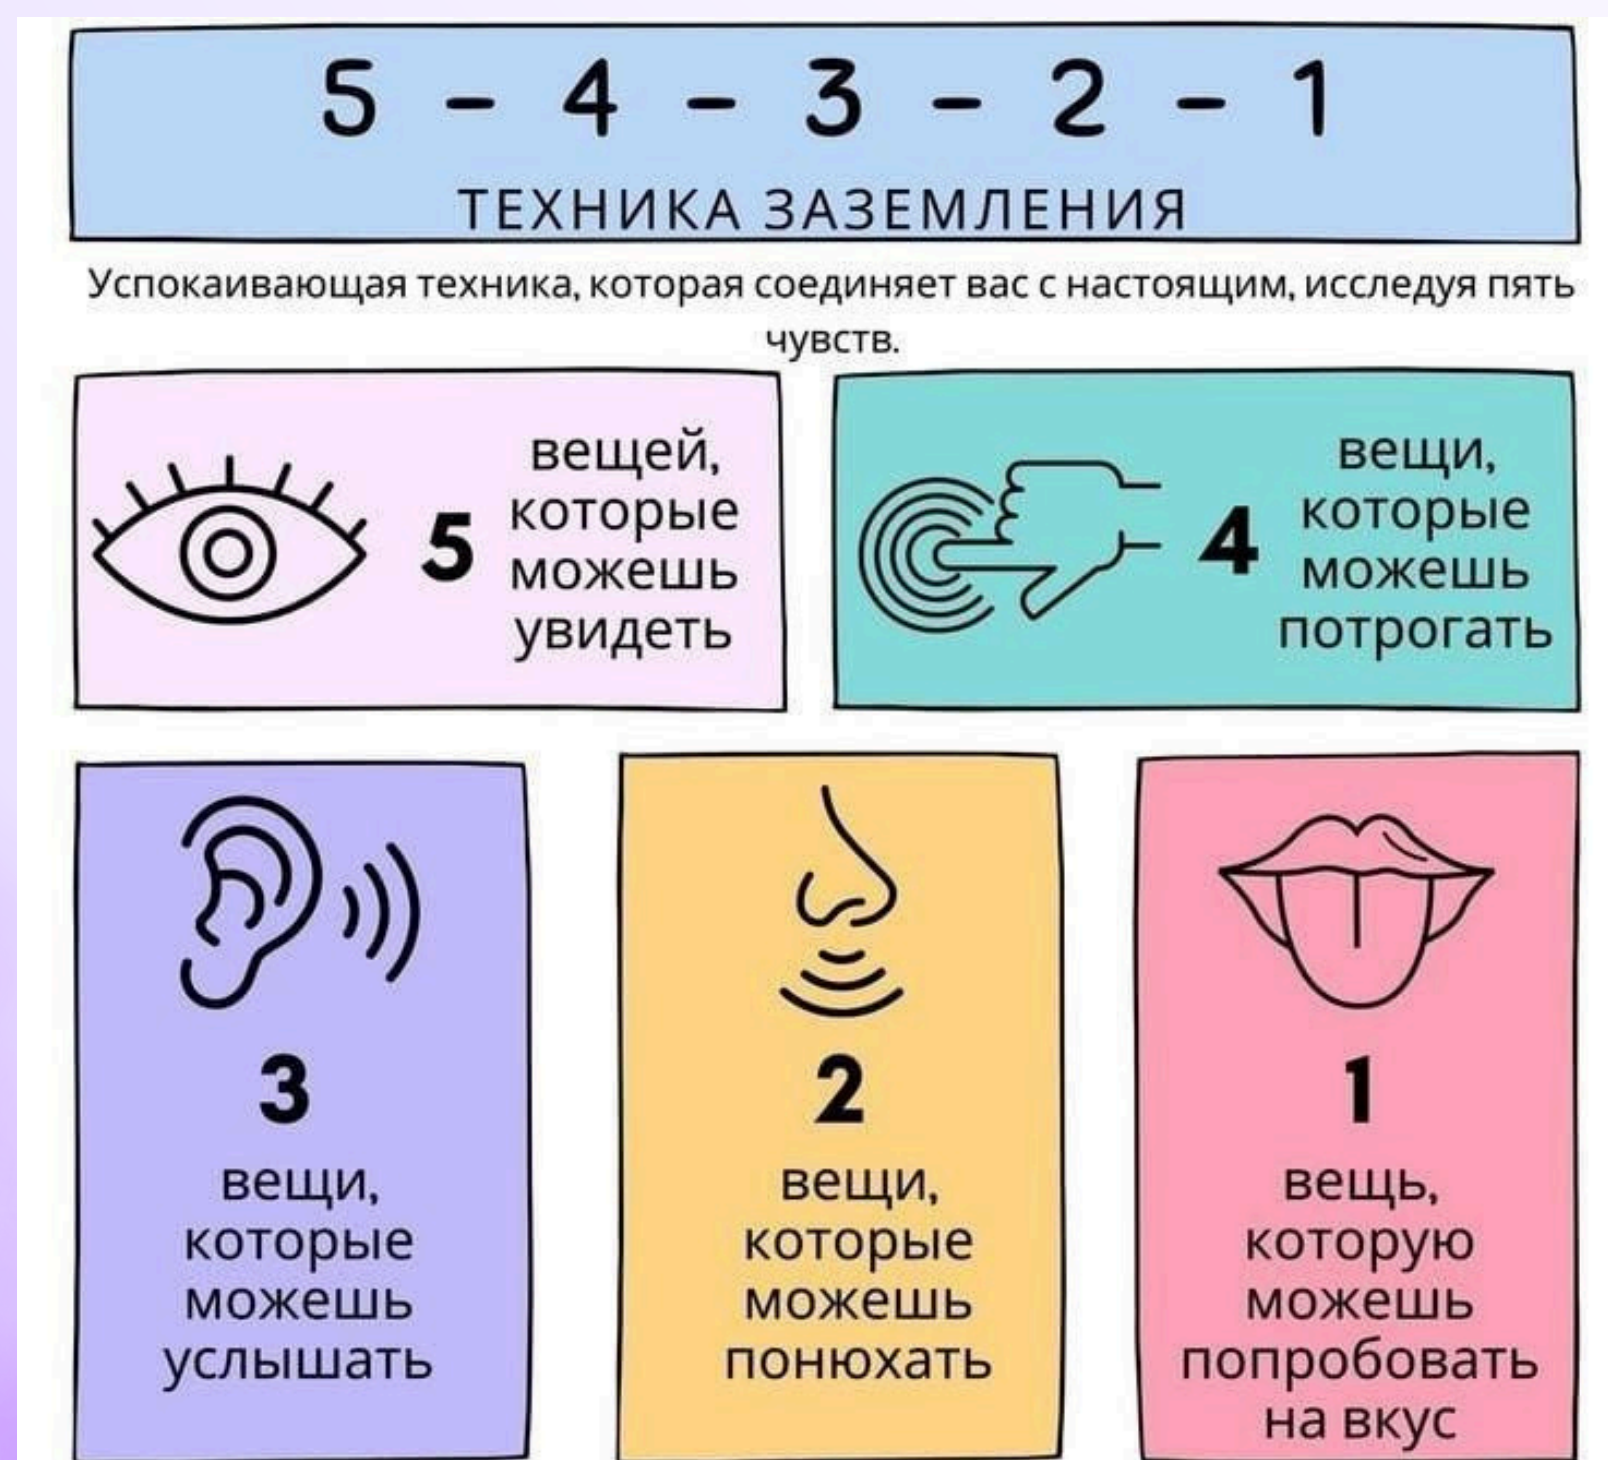 5 - 4 - 3 - 2 - 1
ТЕХНИКА ЗАЗЕМЛЕНИЯ
Успокаивающая техника, которая соединяет вас с настоящим, исследуя пять
чувств.
5
вещей,
которые
можешь
увидеть
4
вещи,
которые
можешь
потрогать
3
вещи,
которые
можешь
услышать
2
вещи,
которые
можешь
понюхать
1
вещь,
которую
можешь
попробовать
на вкус